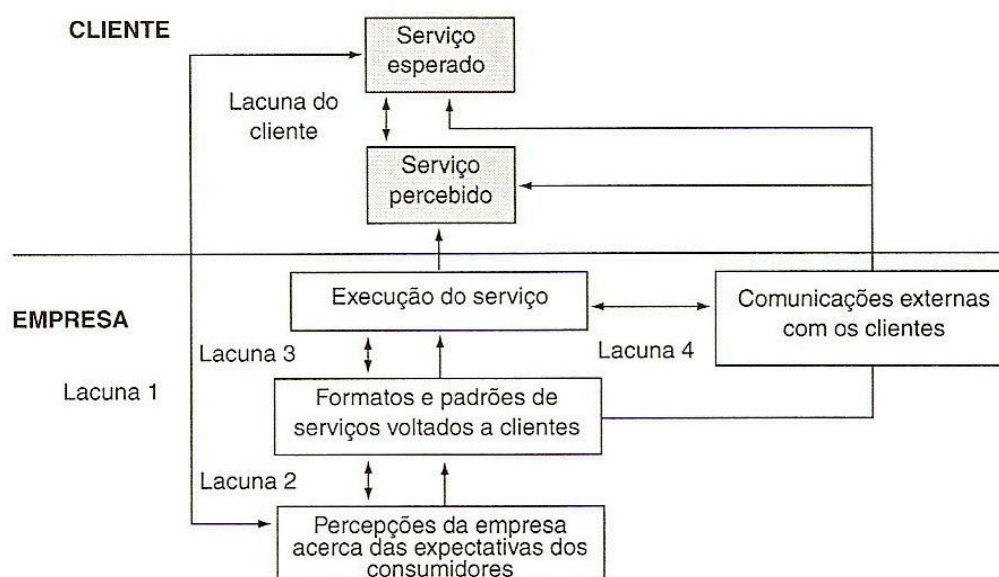 CLIENTE
Serviço
esperado
Lacuna do
cliente
Serviço
percebido
EMPRESA
Execução do serviço
Comunicações externas
com os clientes
Lacuna 3
Lacuna 4
Lacuna 1
Formatos e padrões de
serviços voltados a clientes
Lacuna 2
Percepções da empresa
acerca das expectativas dos
consumidores